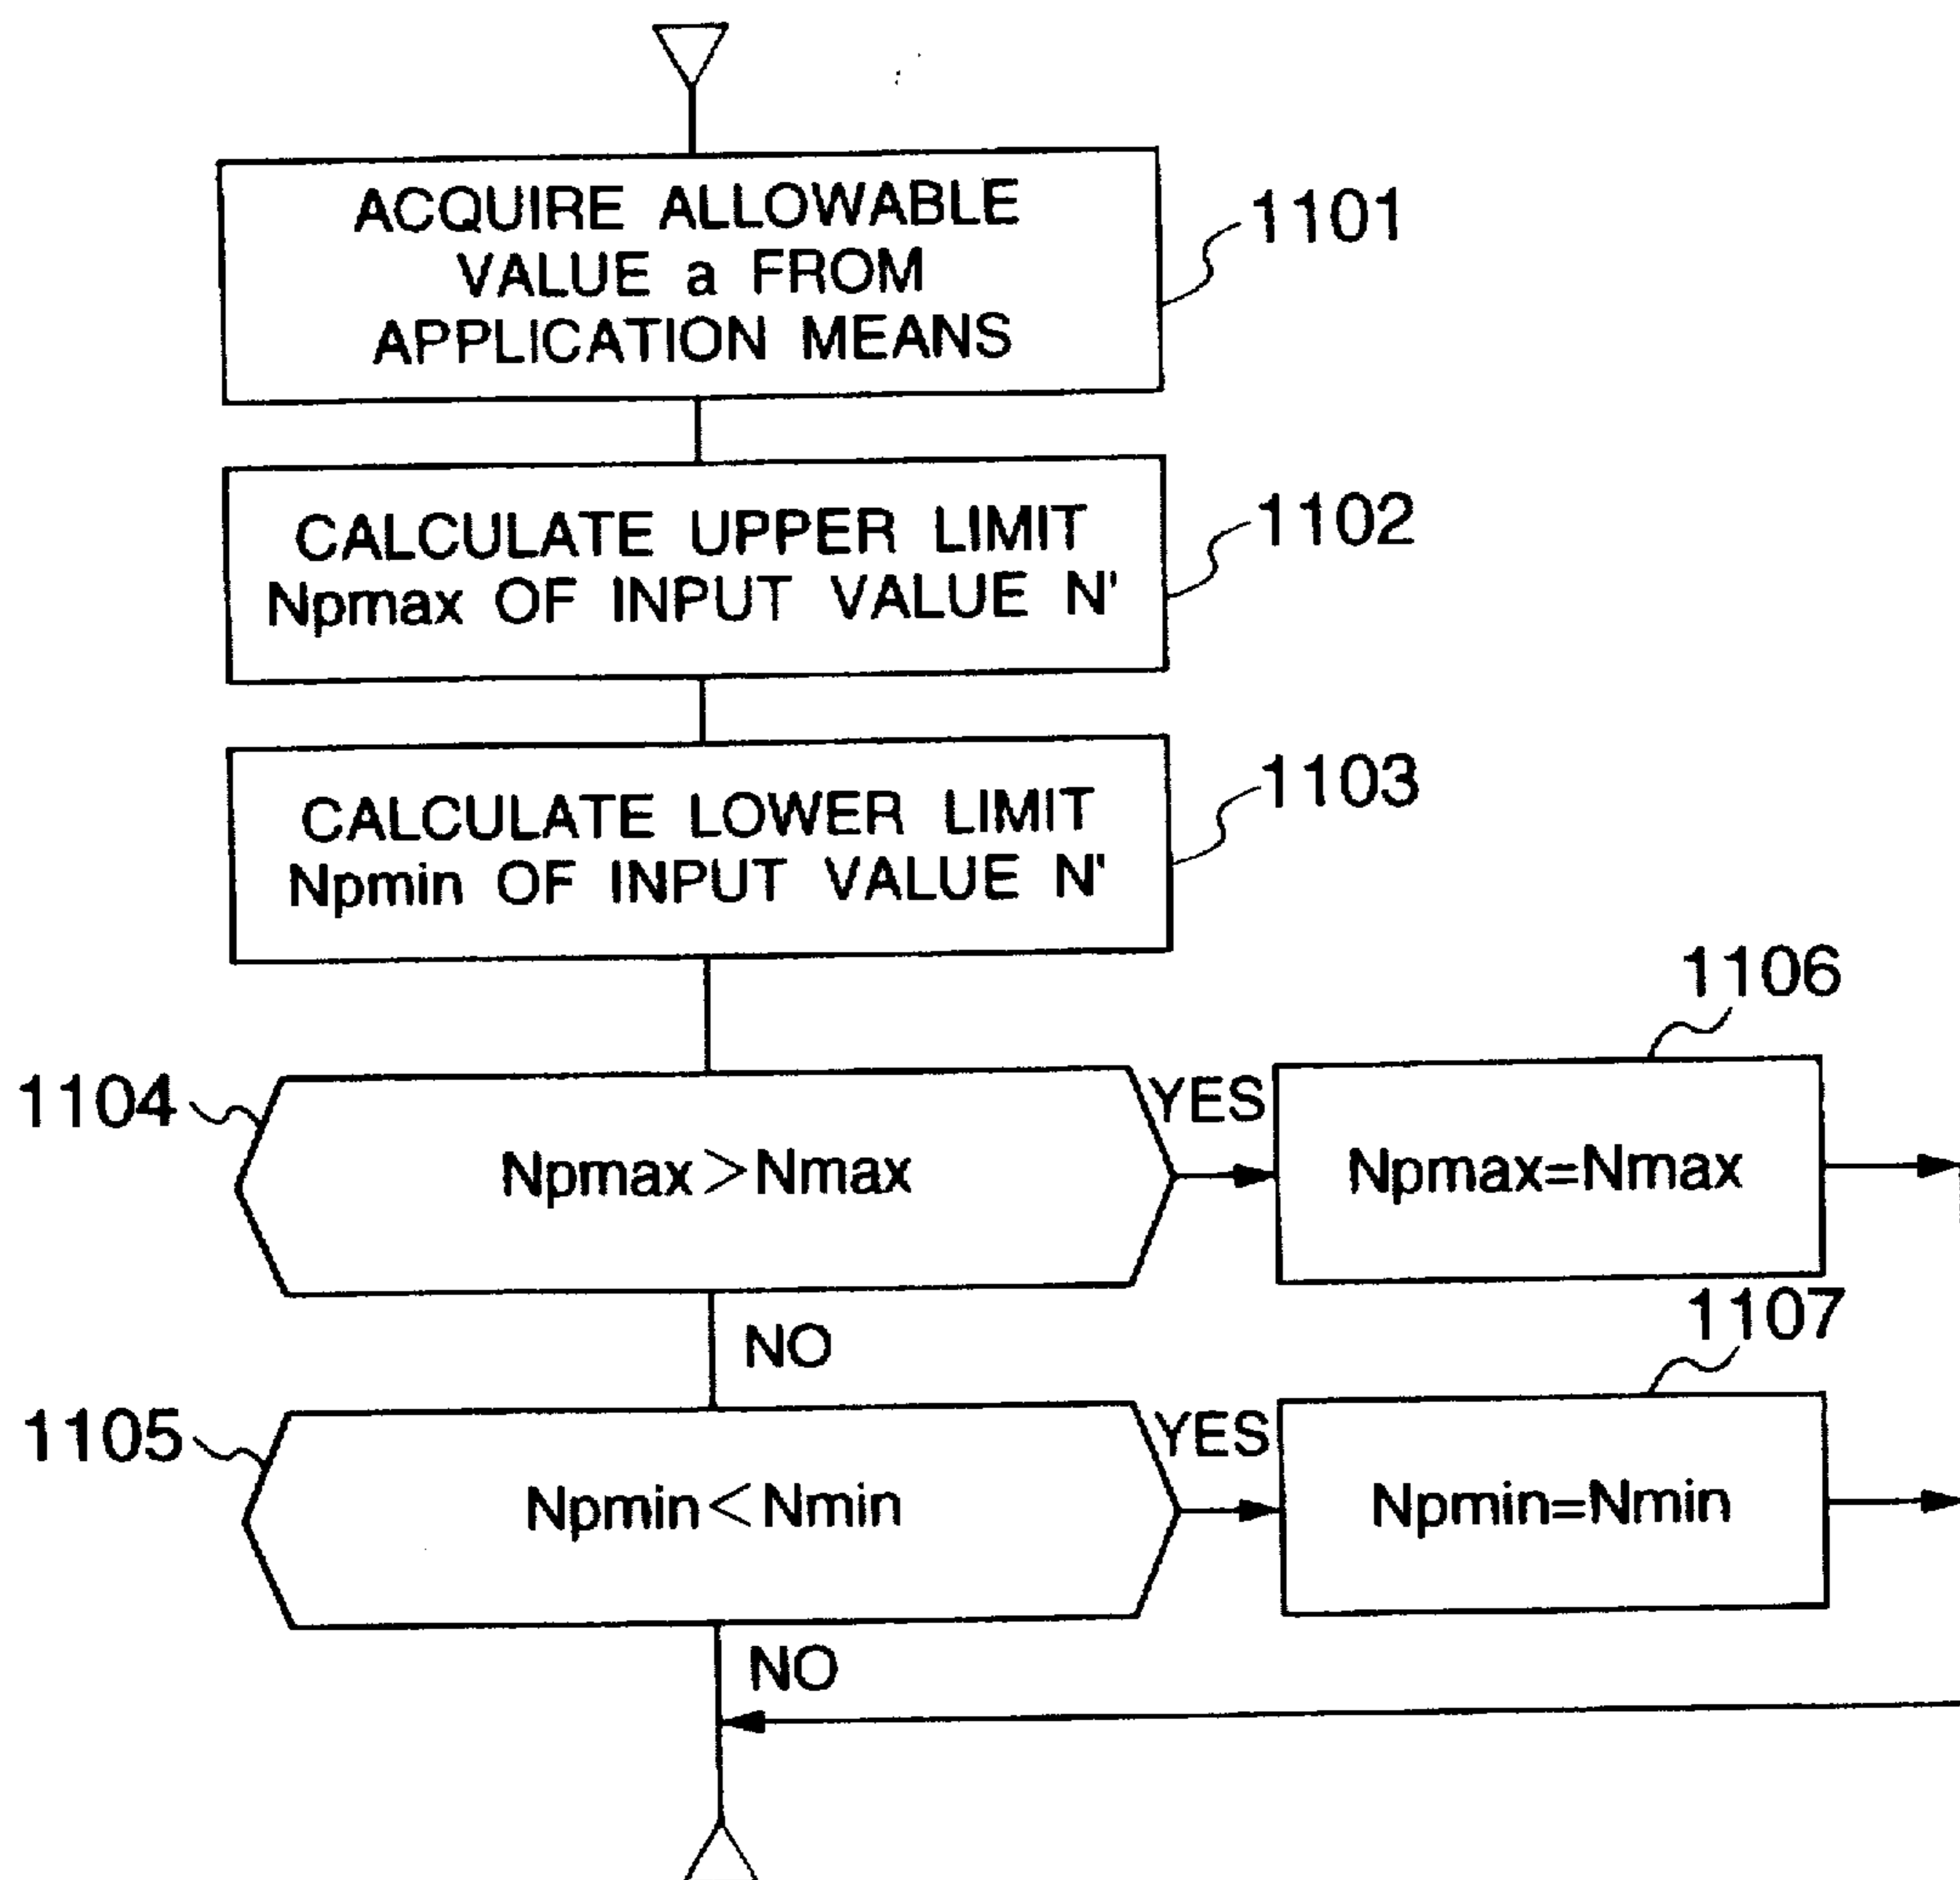 ACQUIRE ALLOWABLE
VALUE a FROM
APPLICATION MEANS
1101
CALCULATE UPPER LIMIT
Npmax OF INPUT VALUE N'
1102
CALCULATE LOWER LIMIT
Npmin OF INPUT VALUE N'
1103
1104
Npmax>Nmax
YES
1106
Npmax=Nmax
NO
1105
Npmin<Nmin
YES
1107
Npmin=Nmin
NO